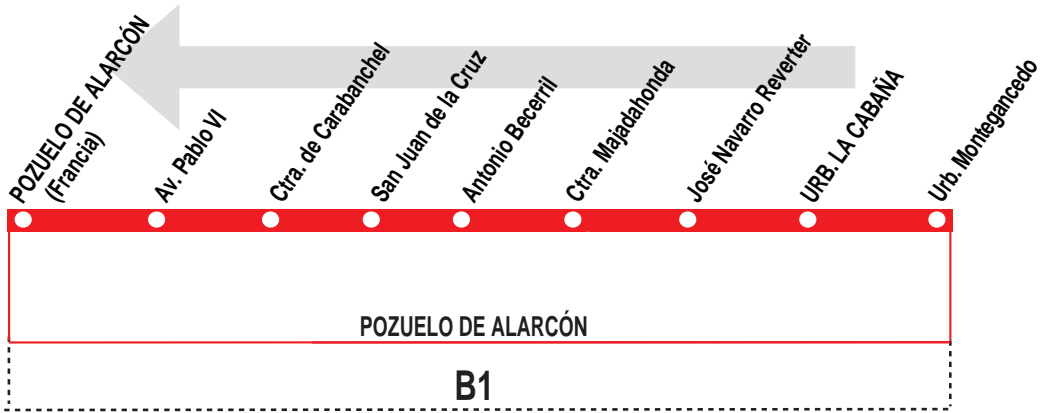 POZUELO DE ALARCÓN
(Francia)
Av. Pablo VI
Ctra. de Carabanchel
San Juan de la Cruz
Antonio Becerril
Ctra. Majadahonda
José Navarro Reverter
URB. LA CABAÑA
Urb. Montegancedo
POZUELO DE ALARCÓN
B1